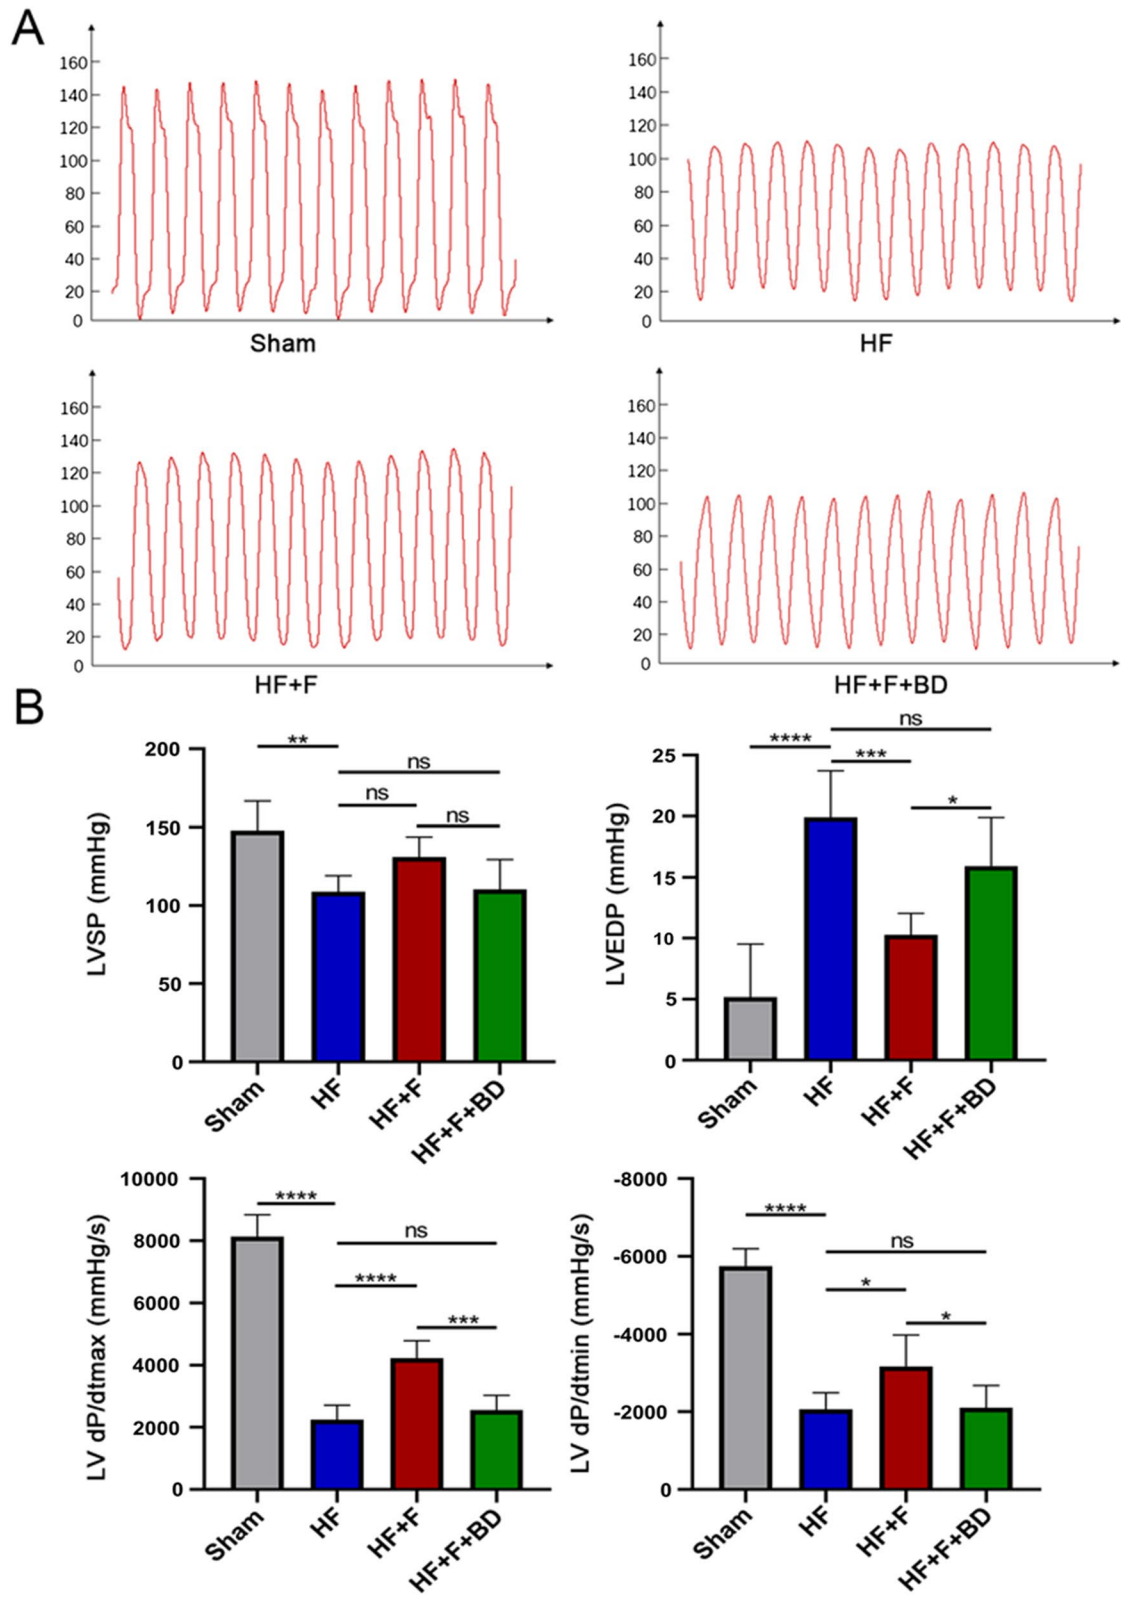 A
160
140
120
100
80
60
40
20
0
Sham
160
140
120
100
80
60
40
20
0
HF
160
140
120
100
80
60
40
20
0
HF+F
160
140
120
100
80
60
40
20
0
HF+F+BD
B
LVSP (mmHg)
200
150
100
50
0
**
ns
ns
ns
Sham
HF
HF+F
HF+F+BD
LVEDP (mmHg)
25
20
15
10
5
0
ns
****
***
*
Sham
HF
HF+F
HF+F+BD
LV dP/dtmax (mmHg/s)
10000
8000
6000
4000
2000
0
****
ns
****
***
Sham
HF
HF+F
HF+F+BD
LV dP/dtmin (mmHg/s)
-8000
-6000
-4000
-2000
0
****
ns
*
*
Sham
HF
HF+F
HF+F+BD